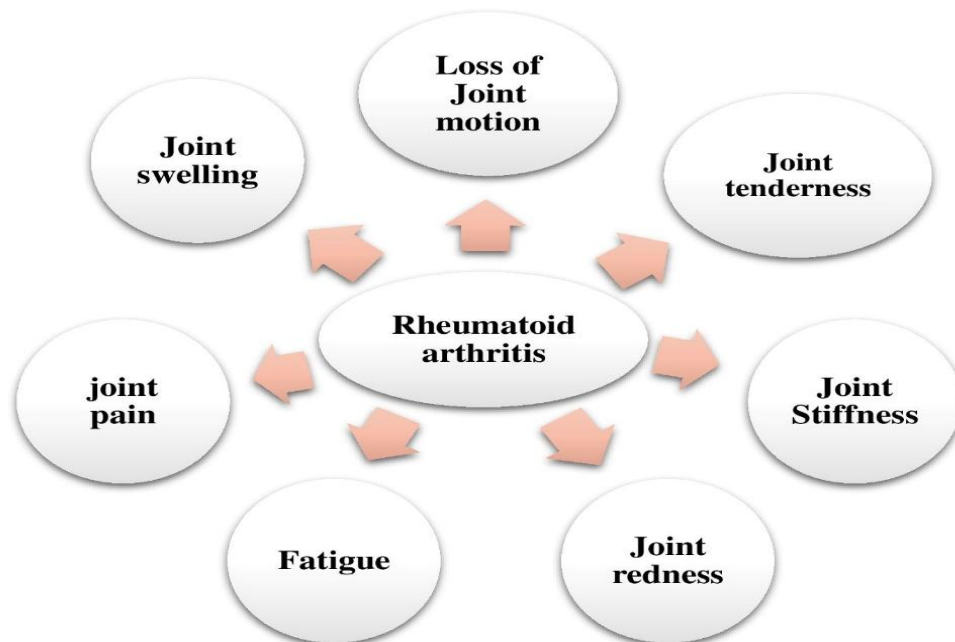 Loss of
Joint
motion
Joint
swelling
Joint
tenderness
Rheumatoid
arthritis
joint
pain
Joint
Stiffness
Fatigue
Joint
redness